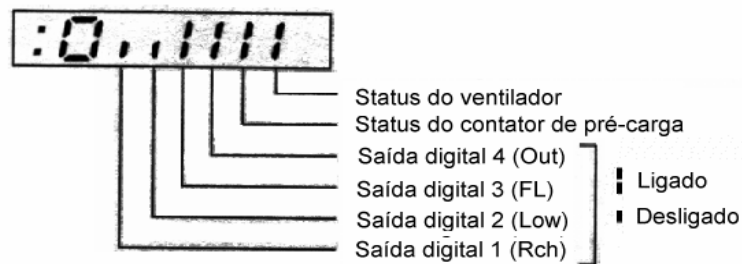 :0 ıı||||
Status do ventilador
Status do contator de pré-carga
Saída digital 4 (Out)
Saída digital 3 (FL)
Saída digital 2 (Low)
Saída digital 1 (Rch)
Ligado
Desligado